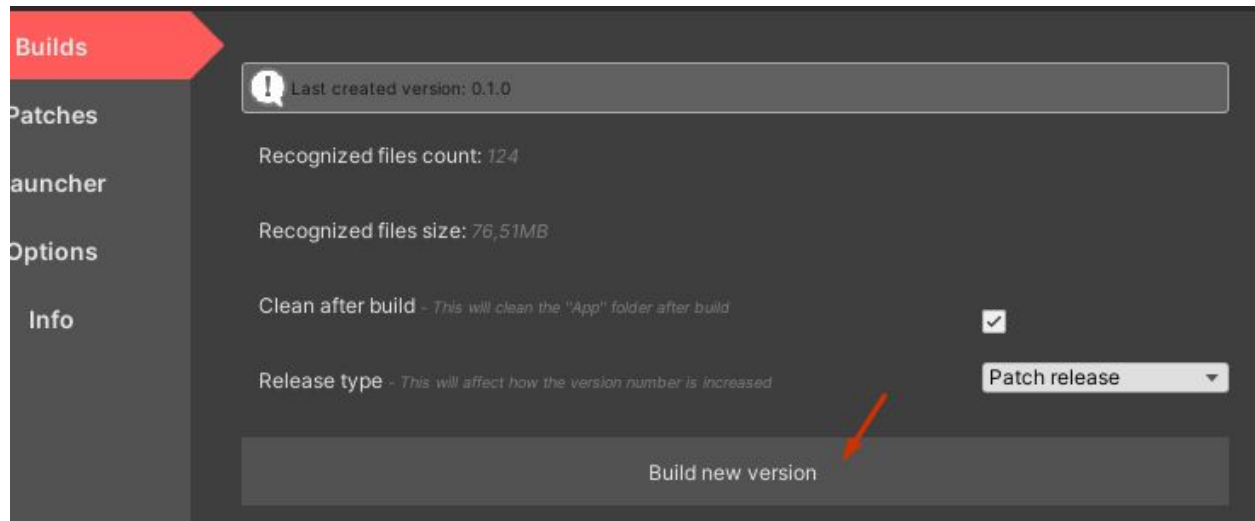 Builds
Patches
auncher
Options
Info
Last created version: 0.1.0
Recognized files count: 124
Recognized files size: 76,51MB
Clean after build - This will clean the "App" folder after build
Release type - This will affect how the version number is increased
Patch release
Build new version